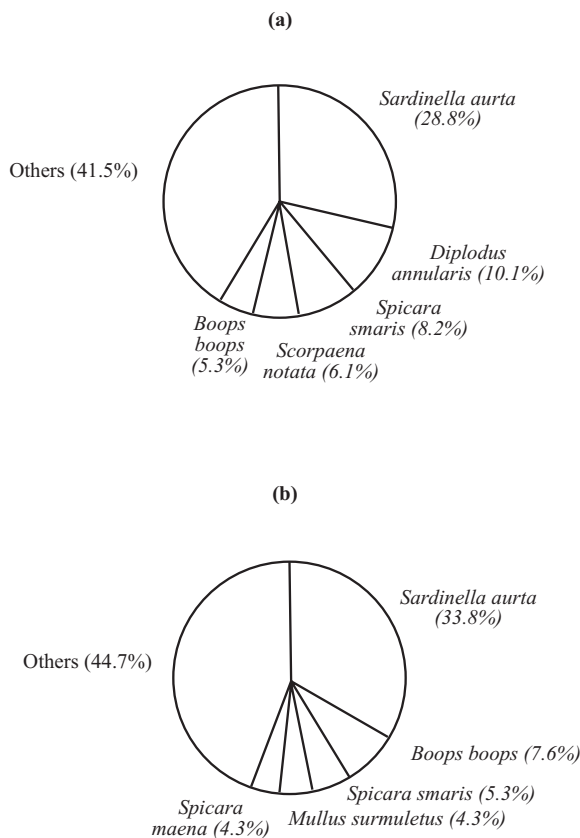 (a)
Sardinella aurta
(28.8%)
Others (41.5%)
Diplodus
annularis (10.1%)
Spicara
smaris (8.2%)
Boops
boops
(5.3%)
Scorpaena
notata (6.1%)
(b)
Sardinella aurta
(33.8%)
Others (44.7%)
Boops boops (7.6%)
Spicara smaris (5.3%)
Mullus surmuletus (4.3%)
Spicara
maena (4.3%)